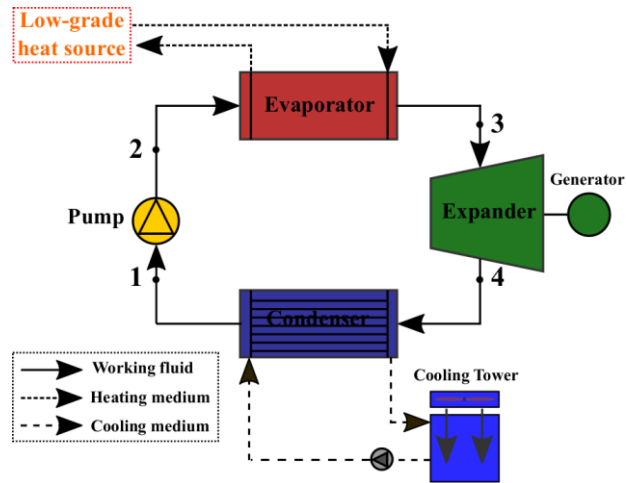 Low-grade
heat source
Evaporator
3
2
Generator
Expander
Pump
1
4
Condenser
Working fluid
Heating medium
Cooling medium
Cooling Tower